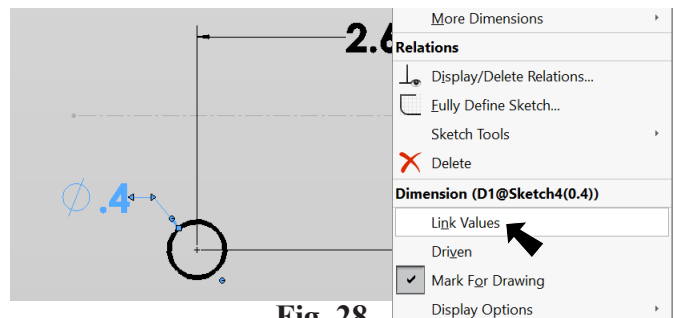 More Dimensions
2.6
Relations
Display/Delete Relations...
Fully Define Sketch...
Sketch Tools
Delete
Dimension (D1@Sketch4(0.4))
∅ .4
Link Values
Driven
Mark For Drawing
Display Options
Fig. 28